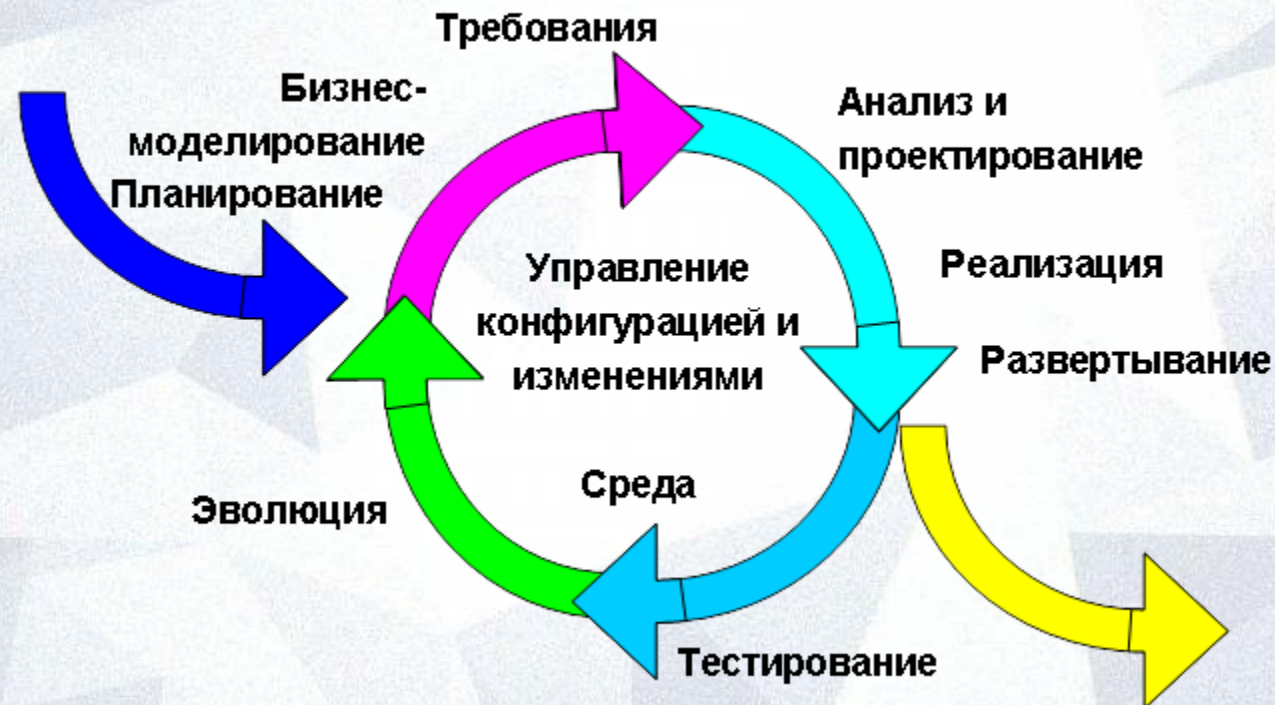 Требования
Бизнес-
моделирование
Планирование
Анализ и
проектирование
Управление
конфигурацией и
изменениями
Реализация
Развертывание
Среда
Эволюция
Тестирование